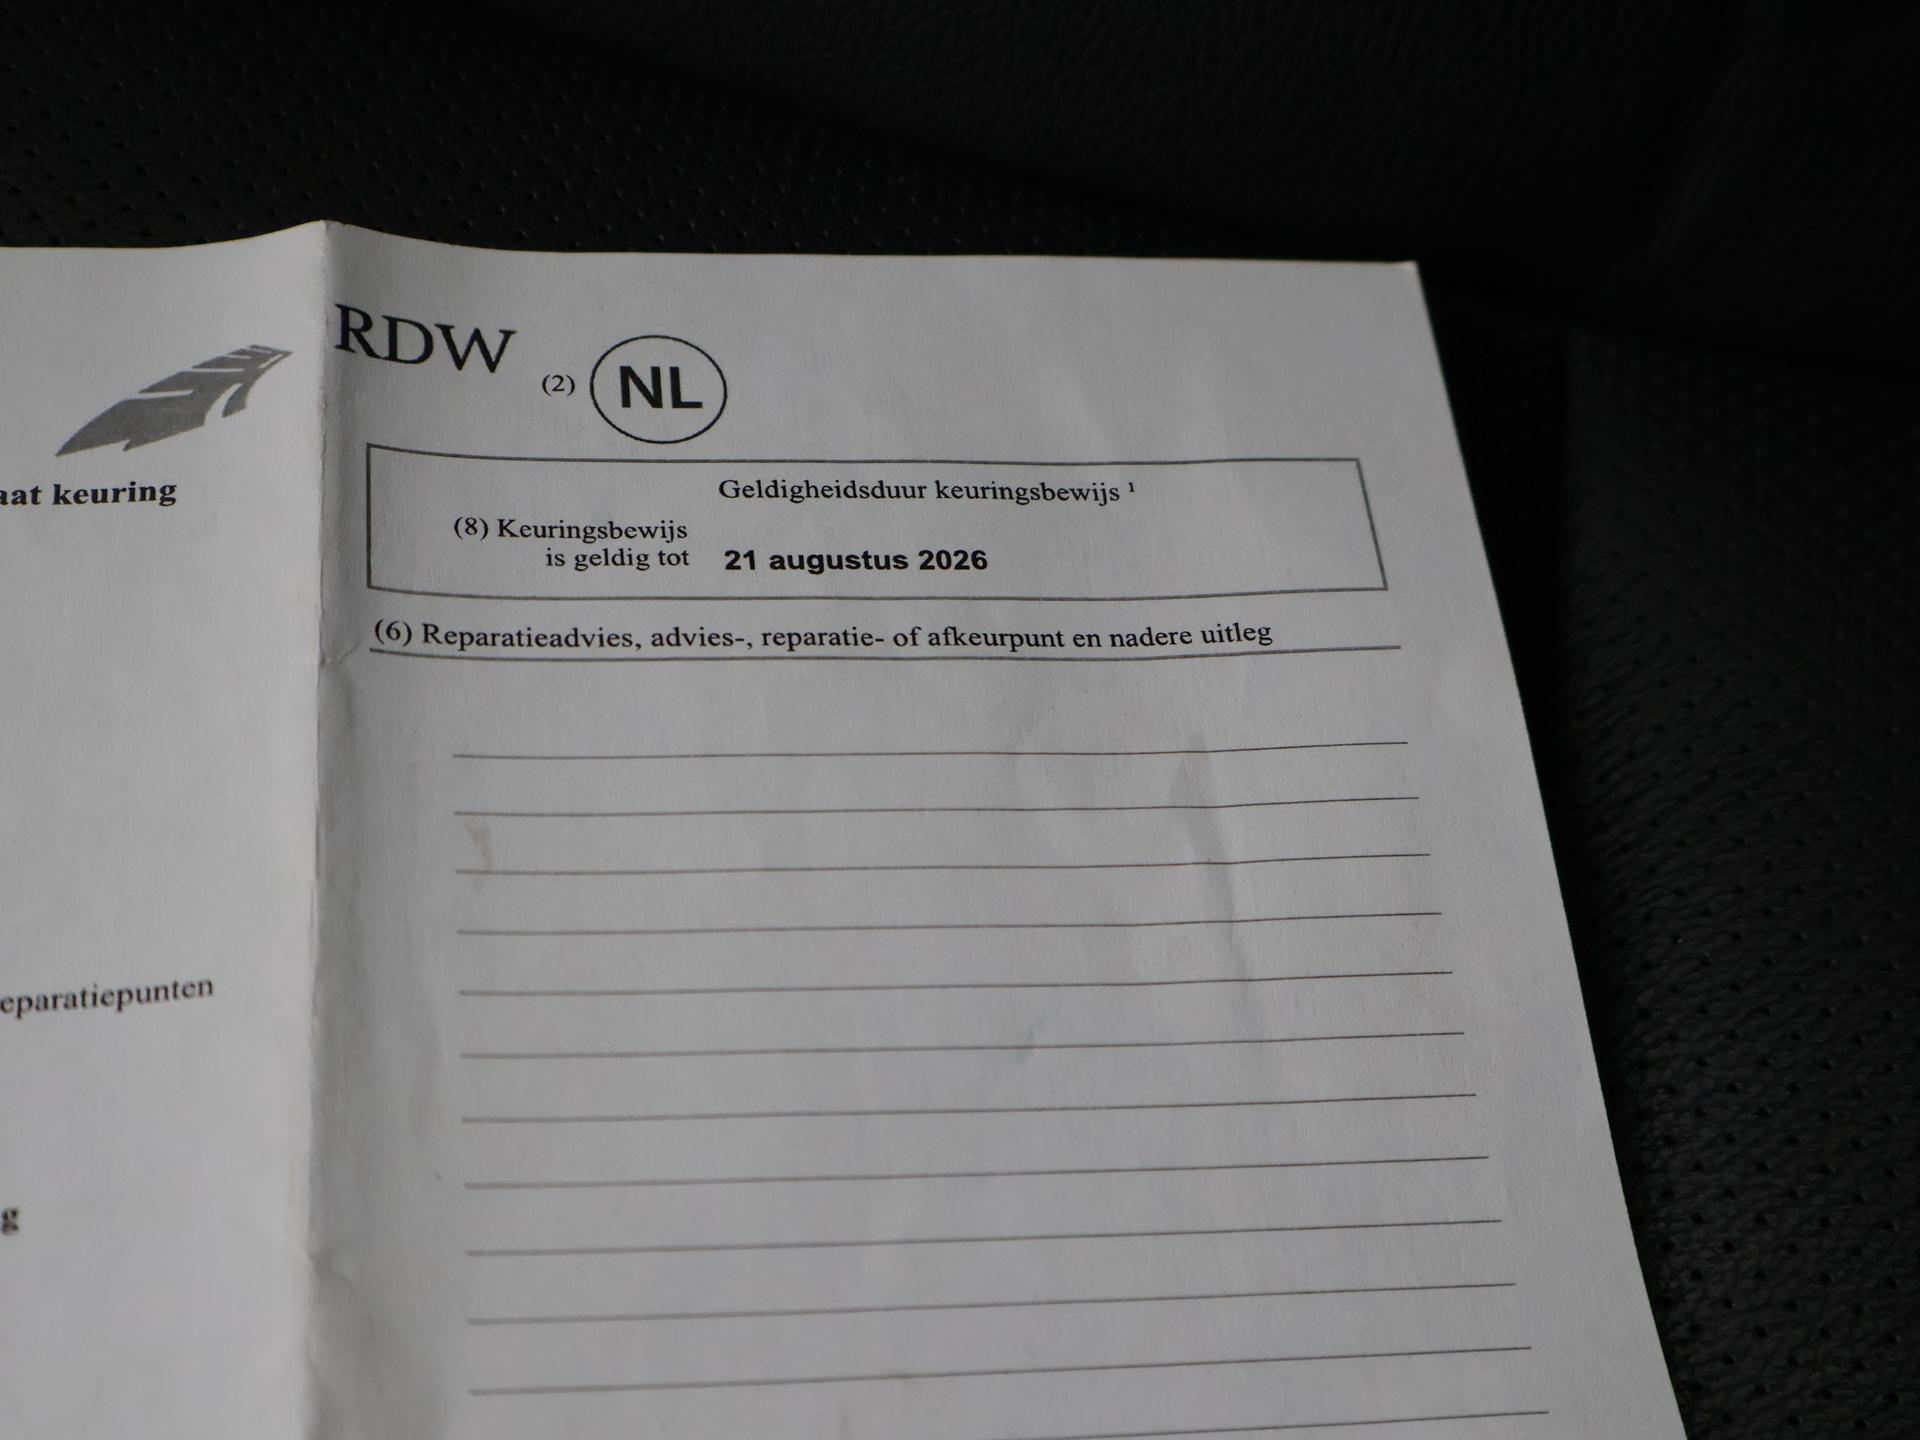 RDW
(2) NL
Geldigheidsduur keuringsbewijs ¹
(8) Keuringsbewijs
is geldig tot 21 augustus 2026
(6) Reparatieadvies, advies-, reparatie- of afkeurpunt en nadere uitleg
aat keuring
eparatiepunten
g